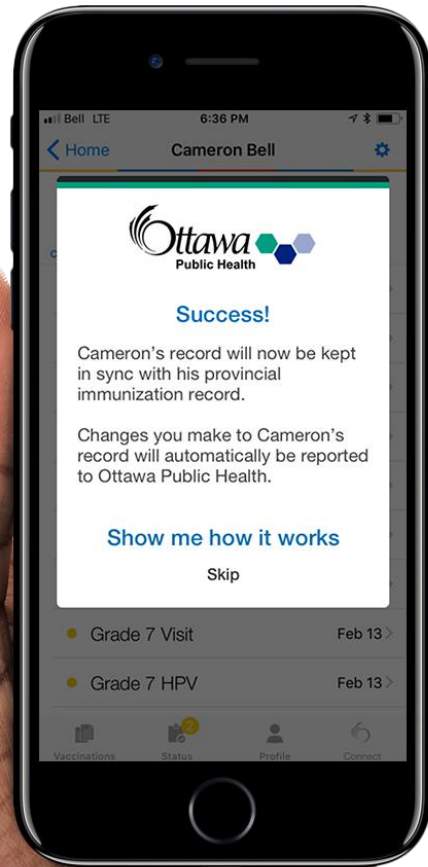 Bell LTE 6:36 PM
Home Cameron Bell
Ottawa
Public Health
Success!
Cameron's record will now be kept
in sync with his provincial
immunization record.
Changes you make to Cameron's
record will automatically be reported
to Ottawa Public Health.
Show me how it works
Skip
Grade 7 Visit Feb 13
Grade 7 HPV Feb 13
2
Vaccinations Status Profile Connect